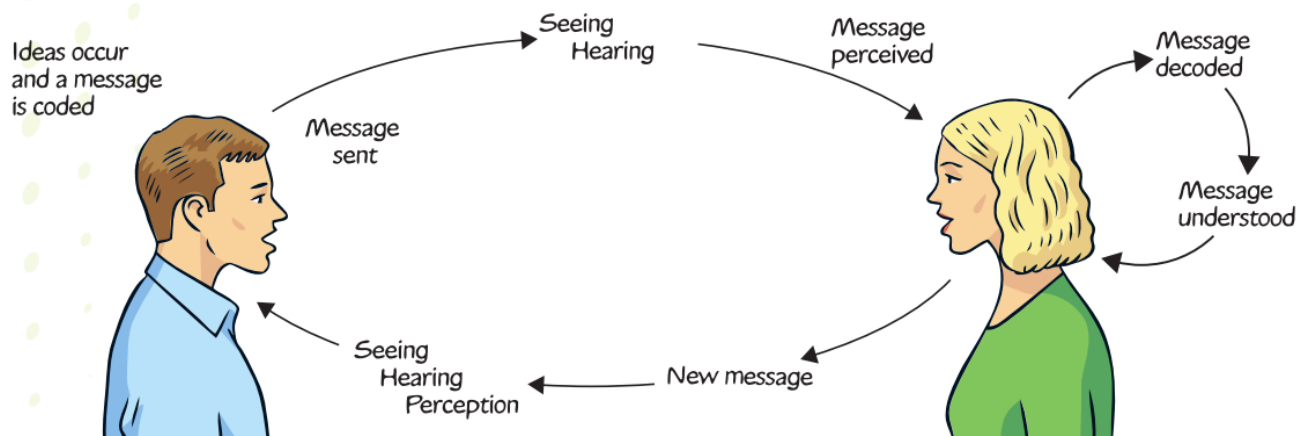 Ideas occur
and a message
is coded
Message
sent
Seeing
Hearing
Message
perceived
Message
decoded
Message
understood
New message
Seeing
Hearing
Perception